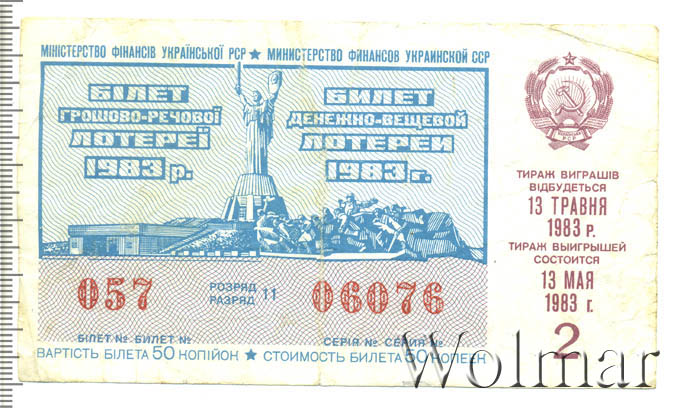 МІНІСТЕРСТВО ФІНАНСІВ УКРАЇНСЬКОЇ РСР ★ МИНИСТЕРСТВО ФИНАНСОВ УКРАИНСКОЙ ССР
БІЛЕТ
ГРОШОВО-РЕЧОВОЇ
ЛОТЕРЕЇ
1983 р.
БИЛЕТ
ДЕНЕЖНО-ВЕЩЕВОЙ
ЛОТЕРЕИ
1983 г.
ТИРАЖ ВИГРАШІВ
ВІДБУДЕТЬСЯ
13 ТРАВНЯ
1983 р.
ТИРАЖ ВЫИГРЫШЕЙ
СОСТОИТСЯ
13 МАЯ
1983 г.
2
057
РОЗРЯД
РАЗРЯД 11
06076
БІЛЕТ № БИЛЕТ №
СЕРІЯ № СЕРИЯ №
ВАРТІСТЬ БІЛЕТА 50 КОПІЙОК ★ СТОИМОСТЬ БИЛЕТА 50 КОПЕЕК
Wolmar